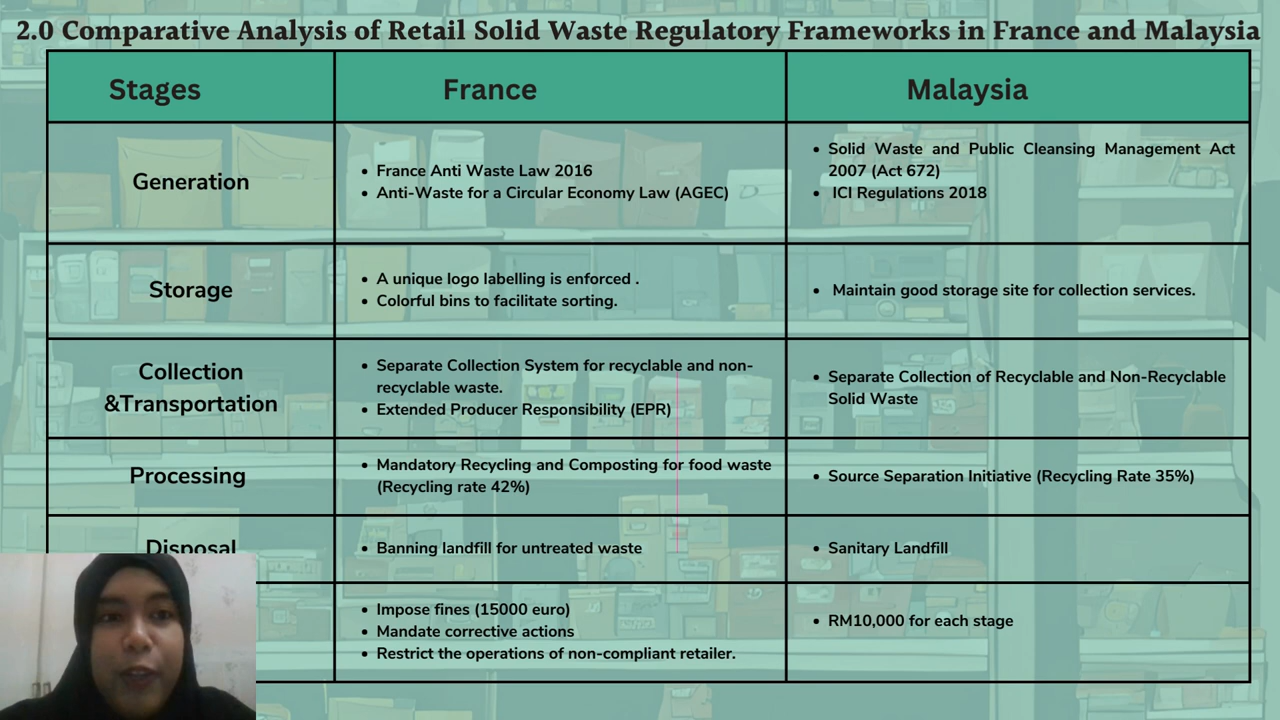 2.0 Comparative Analysis of Retail Solid Waste Regulatory Frameworks in France and Malaysia
Stages
France
Malaysia
Generation
• France Anti Waste Law 2016
• Anti-Waste for a Circular Economy Law (AGEC)
• Solid Waste and Public Cleansing Management Act
2007 (Act 672)
• ICI Regulations 2018
Storage
• A unique logo labelling is enforced .
• Colorful bins to facilitate sorting.
• Maintain good storage site for collection services.
Collection
&Transportation
• Separate Collection System for recyclable and non-
recyclable waste.
• Extended Producer Responsibility (EPR)
• Separate Collection of Recyclable and Non-Recyclable
Solid Waste
Processing
• Mandatory Recycling and Composting for food waste
(Recycling rate 42%)
• Source Separation Initiative (Recycling Rate 35%)
Disposal
• Banning landfill for untreated waste
• Sanitary Landfill
• Impose fines (15000 euro)
• Mandate corrective actions
• Restrict the operations of non-compliant retailer.
• RM10,000 for each stage